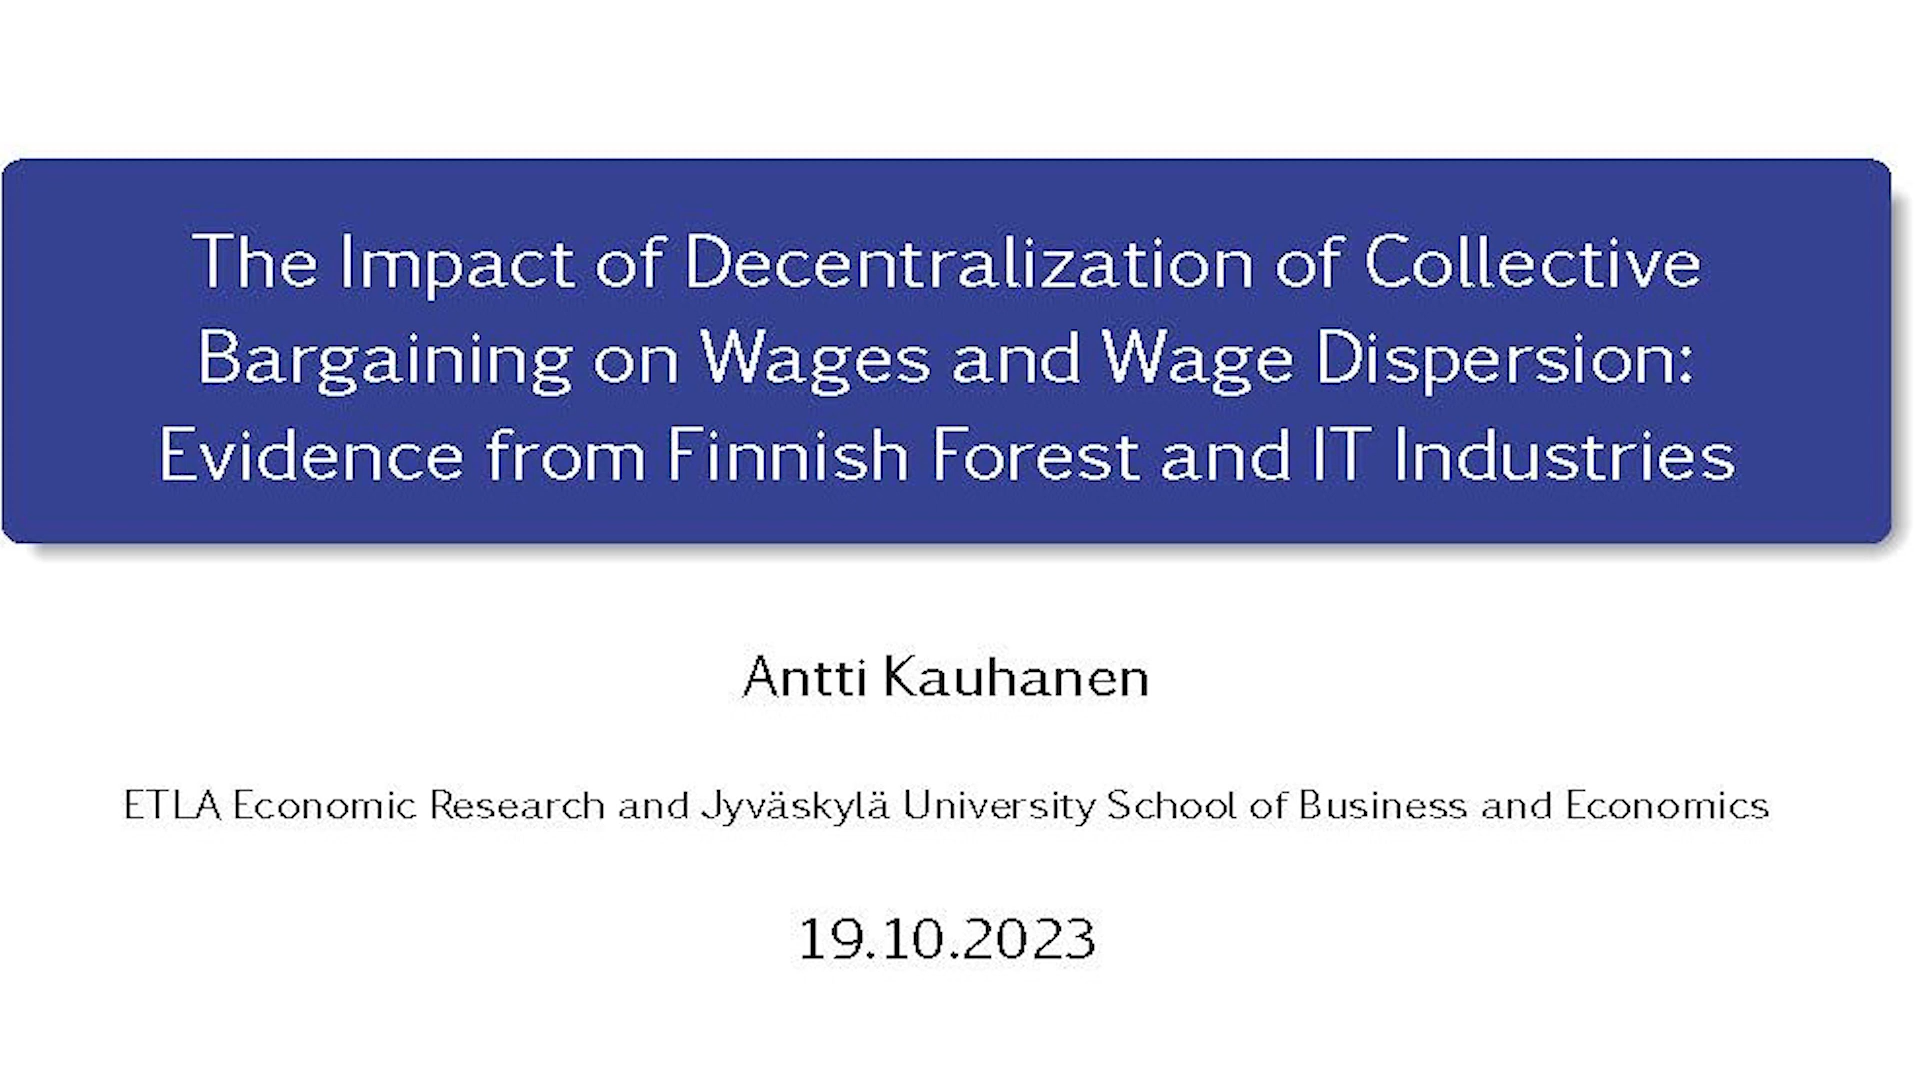 The Impact of Decentralization of Collective
Bargaining on Wages and Wage Dispersion:
Evidence from Finnish Forest and IT Industries
Antti Kauhanen
ETLA Economic Research and Jyväskylä University School of Business and Economics
19.10.2023